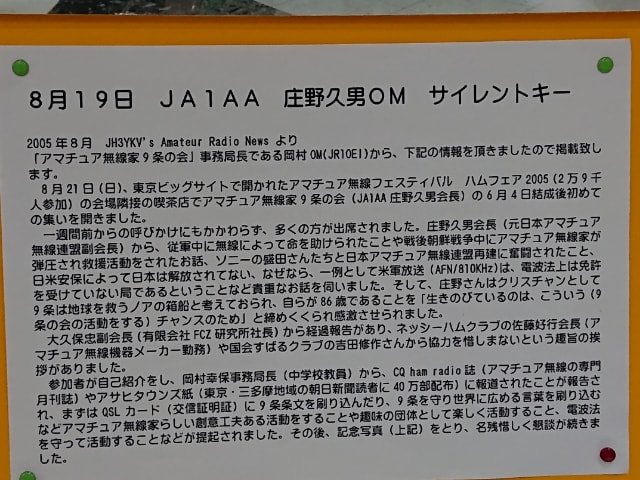 ８月１９日　ＪＡ１ＡＡ　庄野久男ＯＭ　サイレントキー
2005年８月　JH3YKV's Amateur Radio News より
「アマチュア無線家９条の会」事務局長である岡村OM(JR1OEI)から、下記の情報を頂きましたので掲載致し
ます。
８月21日(日)、東京ビッグサイトで開かれたアマチュア無線フェスティバル　ハムフェア2005(２万９千
人参加）の会場隣接の喫茶店でアマチュア無線家９条の会（JA1AA庄野久男会長）の６月４日結成後初めて
の集いを開きました。
一週間前からの呼びかけにもかかわらず、多くの方が出席されました。庄野久男会長（元日本アマチュア
無線連盟副会長）から、従軍中に無線によって命を助けられたことや戦後朝鮮戦争中にアマチュア無線家が
弾圧され救援活動をされたお話、ソニーの盛田さんたちと日本アマチュア無線連盟再建に奮闘されたこと、
日米安保によって日本は解放されてない、なぜなら、一例として米軍放送（AFN/810KHz)は、電波法上は免許
を受けていない局であるということなど貴重なお話を伺いました。そして、庄野さんはクリスチャンとして
９条は地球を救うノアの箱船と考えておられ、自らが86歳であることを「生きのびているのは、こういう（９
条の会の活動をする）チャンスのため」と締めくくられ感激させられました。
大久保忠副会長(有限会社FCZ研究所社長）から経過報告があり、ネッシーハムクラブの佐藤好行会長（ア
マチュア無線機器メーカー勤務）や国会すばるクラブの吉田修作さんから協力を惜しまないという趣旨の挨
拶がありました。
参加者が自己紹介をし、岡村幸保事務局長（中学校教員）から、CQ ham radio誌（アマチュア無線の専門
月刊誌）やアサヒタウンズ紙（東京・三多摩地域の朝日新聞読者に40万部配布）に報道されたことが報告さ
れ、まずはQSLカード（交信証明証）に９条条文を刷り込んだり、９条を守り世界に広める言葉を刷り込む
などアマチュア無線家らしい創意工夫ある活動をすることや趣味の団体として楽しく活動すること、電波法
を守って活動することなどが提起されました。その後、記念写真（上記）をとり、名残惜しく懇談が続きま
した。